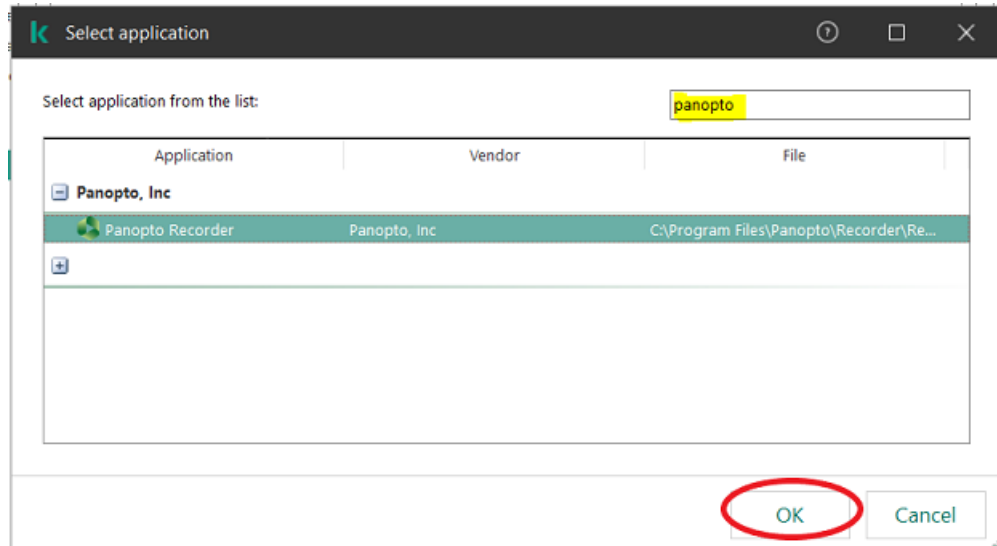 Select application
Select application from the list:
panopto
Application Vendor File
Panopto, Inc
Panopto Recorder Panopto, Inc C:\Program Files\Panopto\Recorder\Re...
OK Cancel